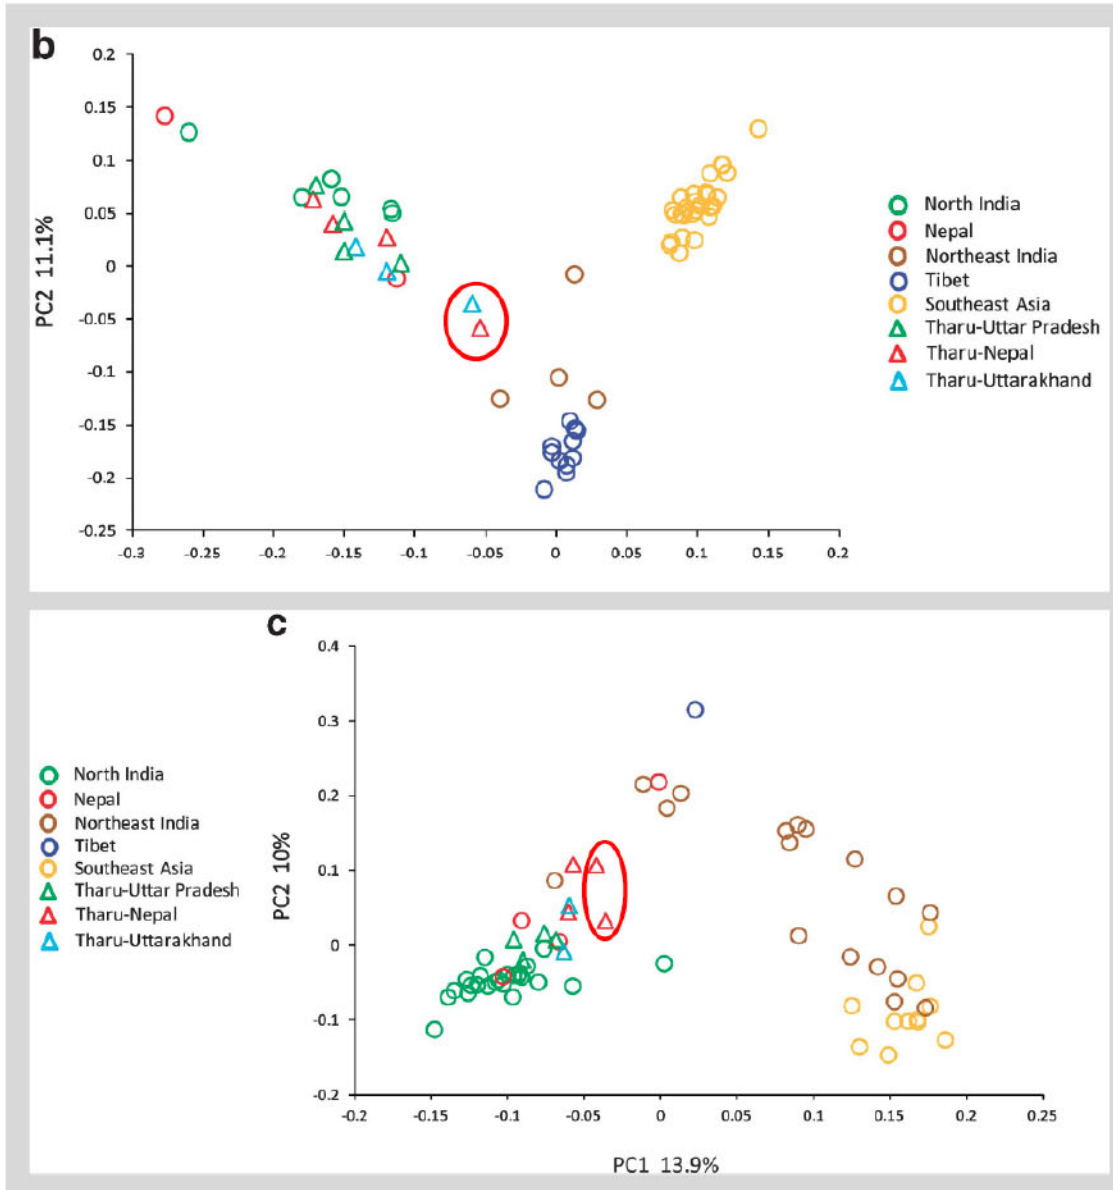 b
0.2
0.15
0.1
0.05
0
-0.05
-0.1
-0.15
-0.2
-0.25
PC2 11.1%
-0.3 -0.25 -0.2 -0.15 -0.1 -0.05 0 0.05 0.1 0.15 0.2
North India
Nepal
Northeast India
Tibet
Southeast Asia
Tharu-Uttar Pradesh
Tharu-Nepal
Tharu-Uttarakhand
c
North India
Nepal
Northeast India
Tibet
Southeast Asia
Tharu-Uttar Pradesh
Tharu-Nepal
Tharu-Uttarakhand
0.4
0.3
0.2
0.1
0
-0.1
-0.2
PC2 10%
-0.2 -0.15 -0.1 -0.05 0 0.05 0.1 0.15 0.2 0.25
PC1 13.9%